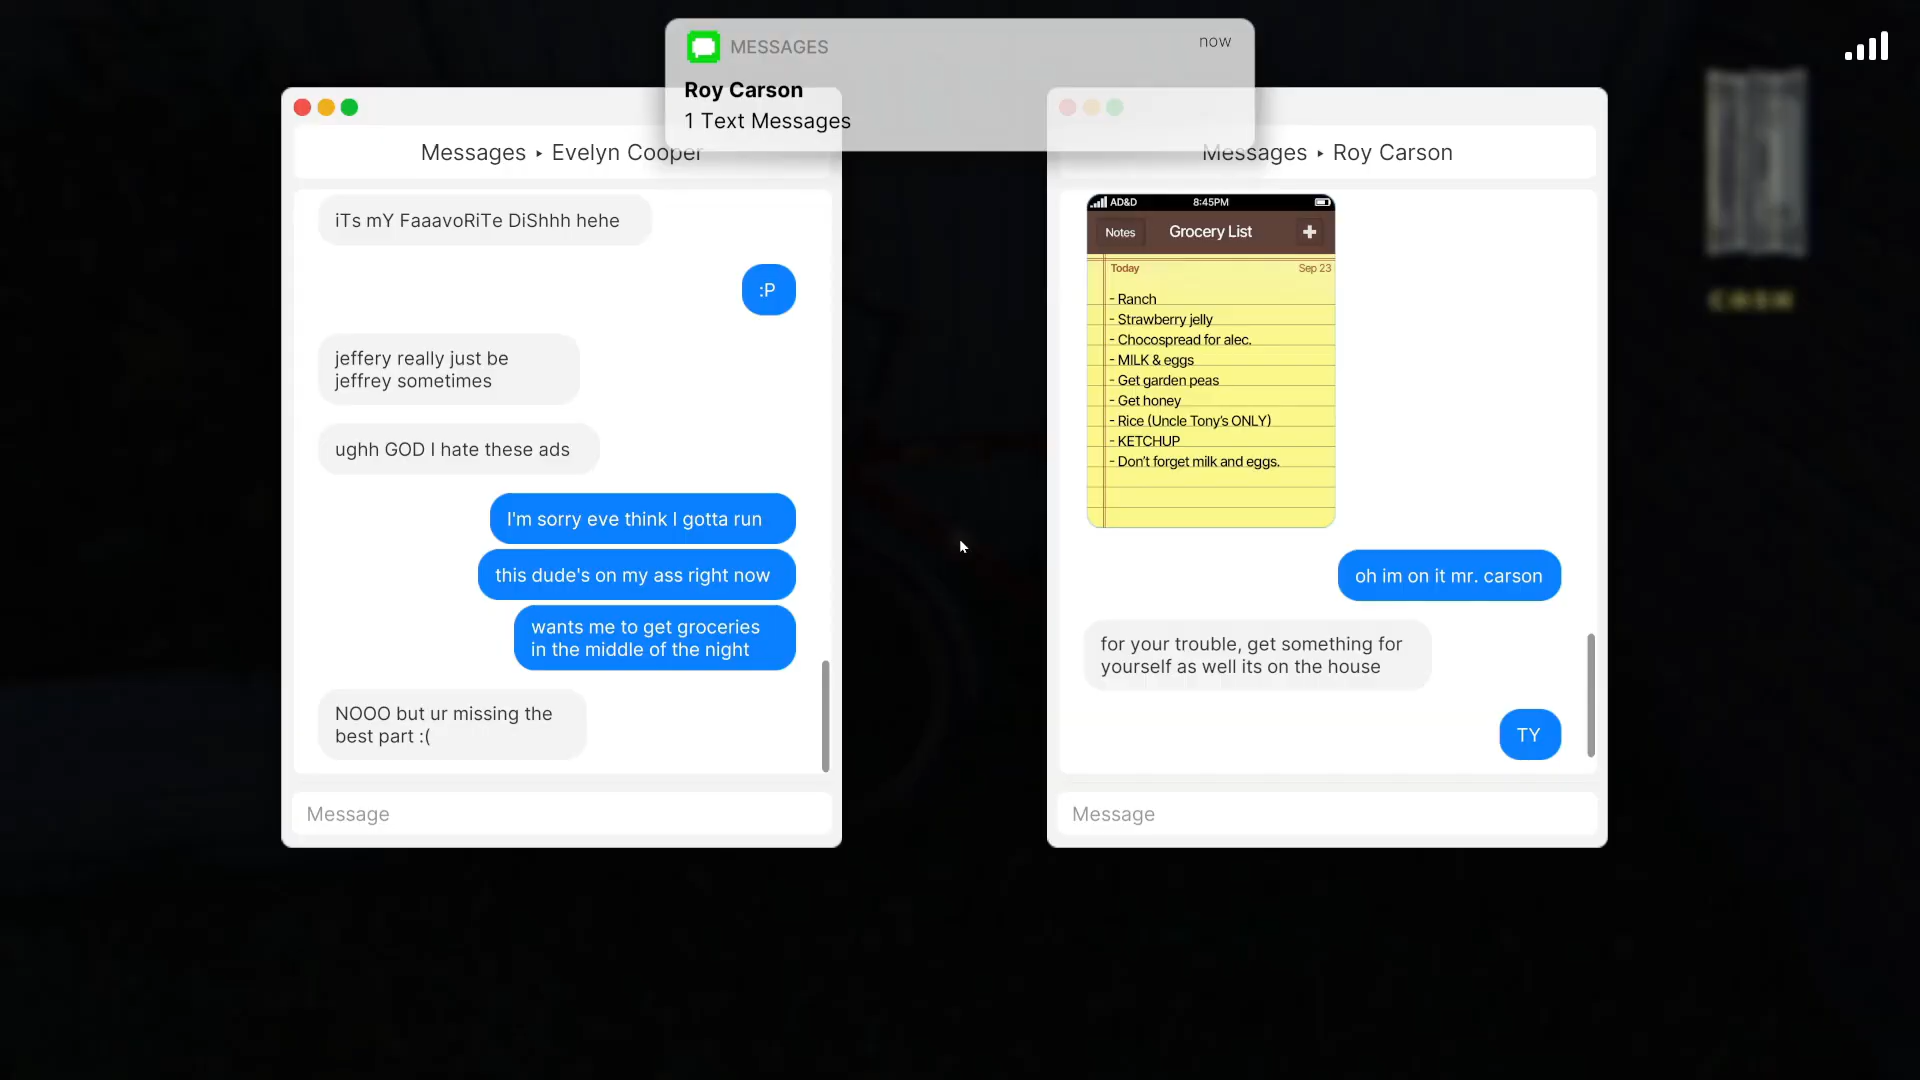 MESSAGES
now
Roy Carson
1 Text Messages
Messages ▸ Evelyn Cooper
iTs mY FaaavoRiTe DiShhh hehe
:P
jeffery really just be
jeffrey sometimes
ughh GOD I hate these ads
I'm sorry eve think I gotta run
this dude's on my ass right now
wants me to get groceries
in the middle of the night
NOOO but ur missing the
best part :(
Message
Messages ▸ Roy Carson
AD&D
8:45PM
Notes
Grocery List
Today
Sep 23
- Ranch
- Strawberry jelly
- Chocospread for alec.
- MILK & eggs
- Get garden peas
- Get honey
- Rice (Uncle Tony's ONLY)
- KETCHUP
- Don't forget milk and eggs.
oh im on it mr. carson
for your trouble, get something for
yourself as well its on the house
TY
Message
CASH